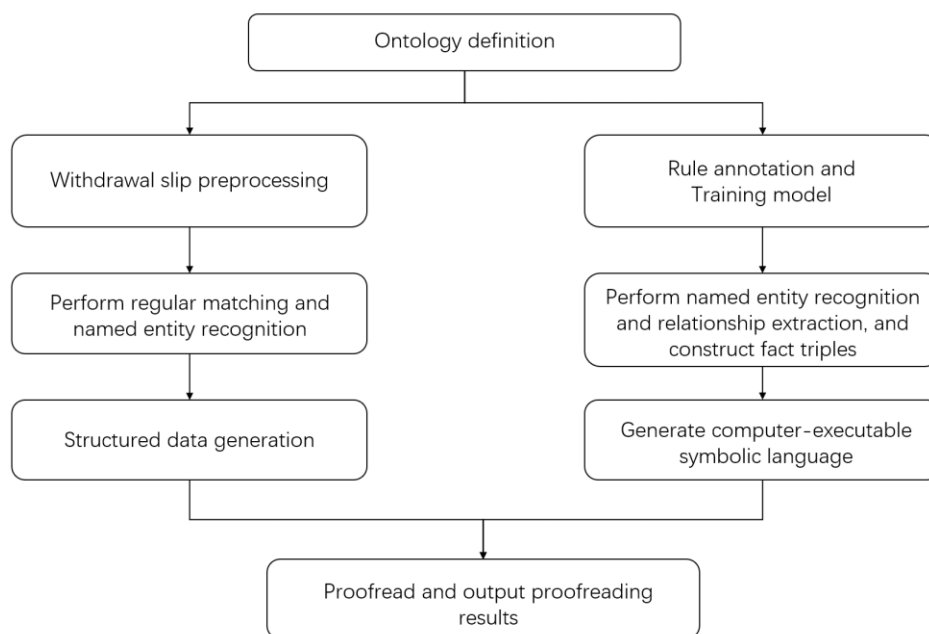 Ontology definition
Withdrawal slip preprocessing
Rule annotation and
Training model
Perform regular matching and
named entity recognition
Perform named entity recognition
and relationship extraction, and
construct fact triples
Structured data generation
Generate computer-executable
symbolic language
Proofread and output proofreading
results